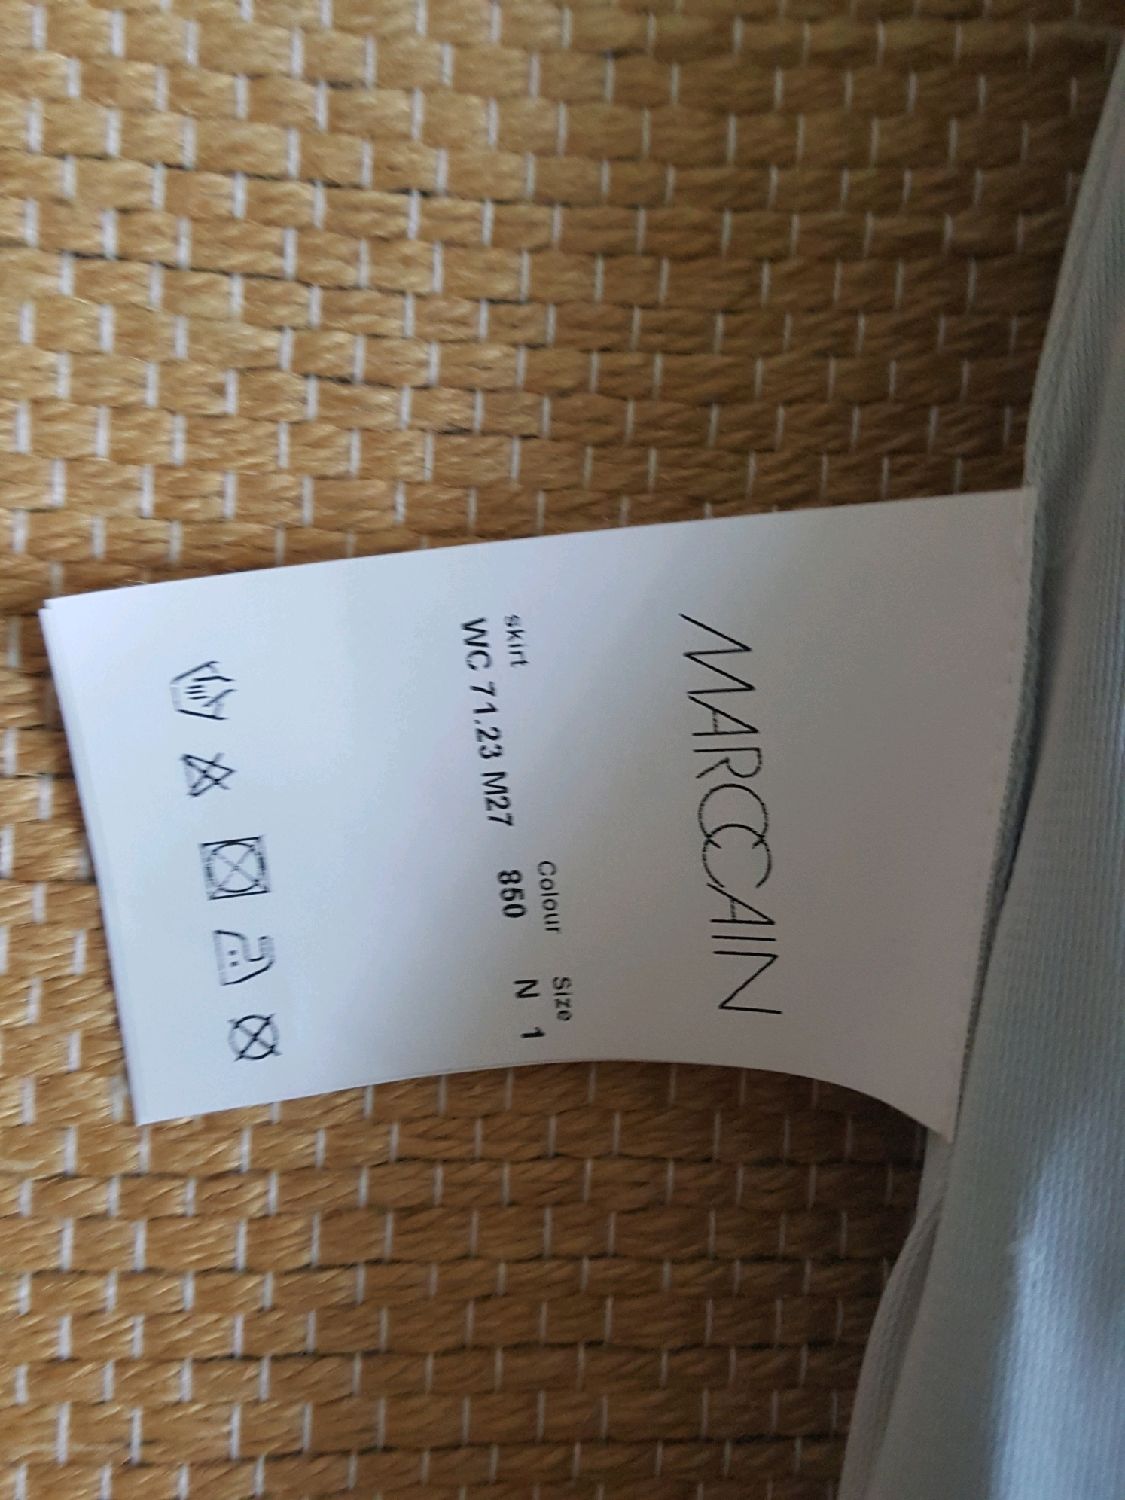 MARCCAIN
Colour Size
skirt
WC 71.23 M27 850 N 1